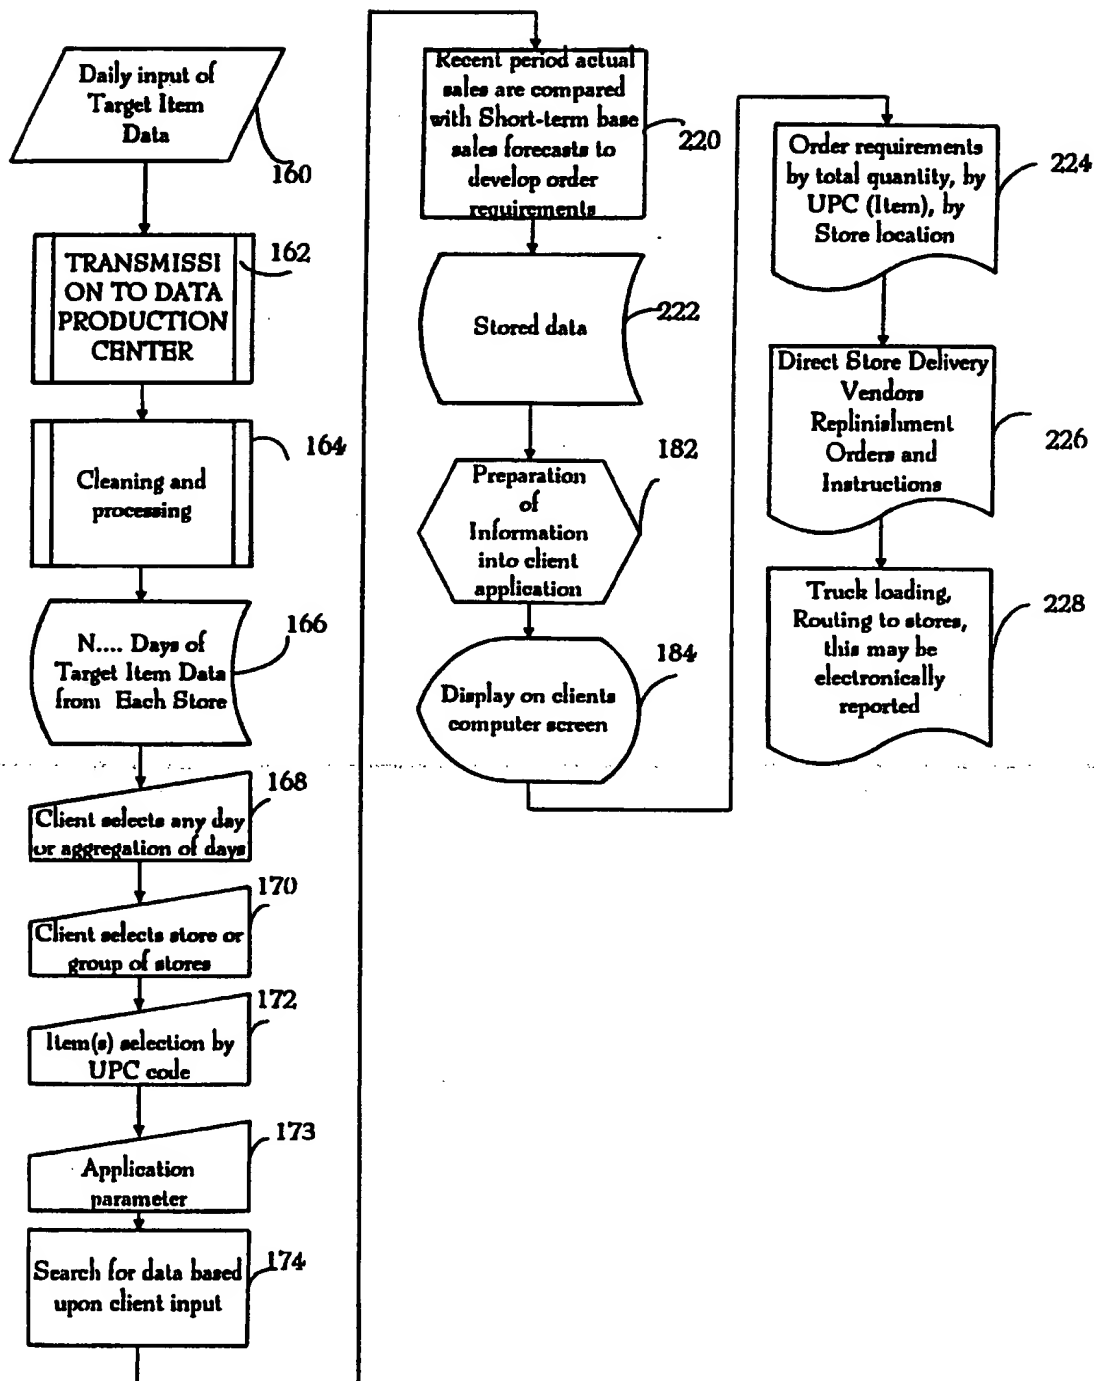 Daily input of
Target Item
Data
160
TRANSMISSI
ON TO DATA
PRODUCTION
CENTER
162
Cleaning and
processing
164
N.... Days of
Target Item Data
from Each Store
166
Client selects any day
or aggregation of days
168
Client selects store or
group of stores
170
Item(s) selection by
UPC code
172
Application
parameter
173
Search for data based
upon client input
174
Recent period actual
sales are compared
with Short-term base
sales forecasts to
develop order
requirements
220
Stored data
222
Preparation
of
Information
into client
application
182
Display on clients
computer screen
184
Order requirements
by total quantity, by
UPC (Item), by
Store location
224
Direct Store Delivery
Vendors
Replinishment
Orders and
Instructions
226
Truck loading,
Routing to stores,
this may be
electronically
reported
228